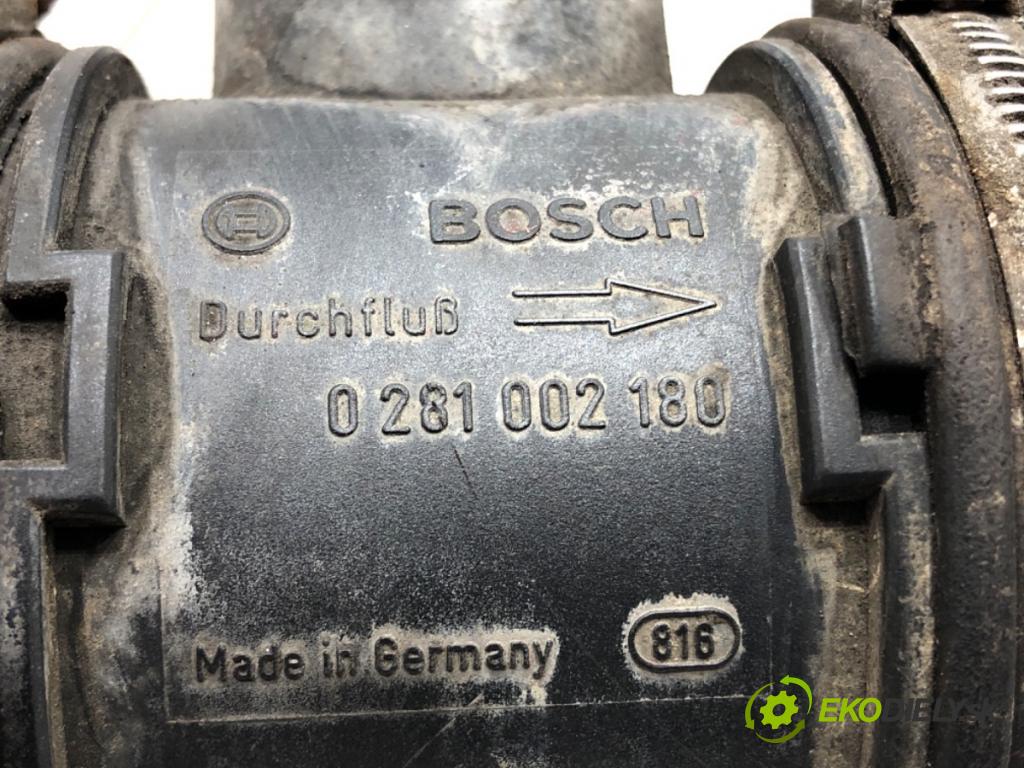 BOSCH
Durchfluß
0 281 002 180
Made in Germany
816
EKODIELY.SK